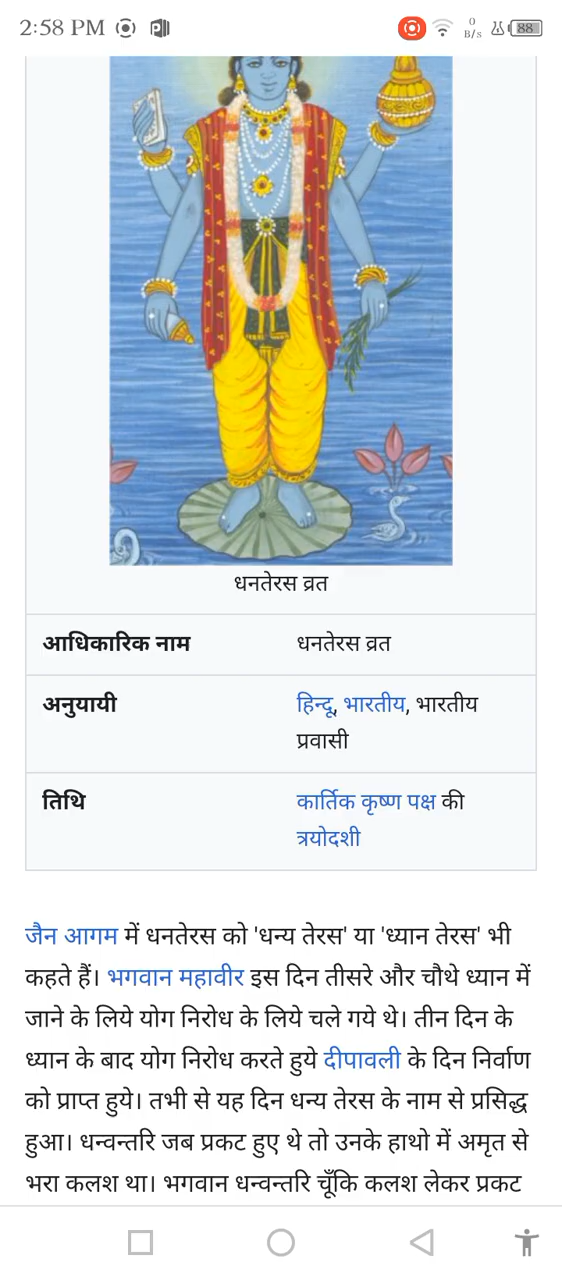 2:58 PM
0
B/s
88
धनतेरस व्रत
आधिकारिक नाम धनतेरस व्रत
अनुयायी हिन्दू, भारतीय, भारतीय
प्रवासी
तिथि कार्तिक कृष्ण पक्ष की
त्रयोदशी
जैन आगम में धनतेरस को 'धन्य तेरस' या 'ध्यान तेरस' भी
कहते हैं। भगवान महावीर इस दिन तीसरे और चौथे ध्यान में
जाने के लिये योग निरोध के लिये चले गये थे। तीन दिन के
ध्यान के बाद योग निरोध करते हुये दीपावली के दिन निर्वाण
को प्राप्त हुये। तभी से यह दिन धन्य तेरस के नाम से प्रसिद्ध
हुआ। धन्वन्तरि जब प्रकट हुए थे तो उनके हाथो में अमृत से
भरा कलश था। भगवान धन्वन्तरि चूँकि कलश लेकर प्रकट